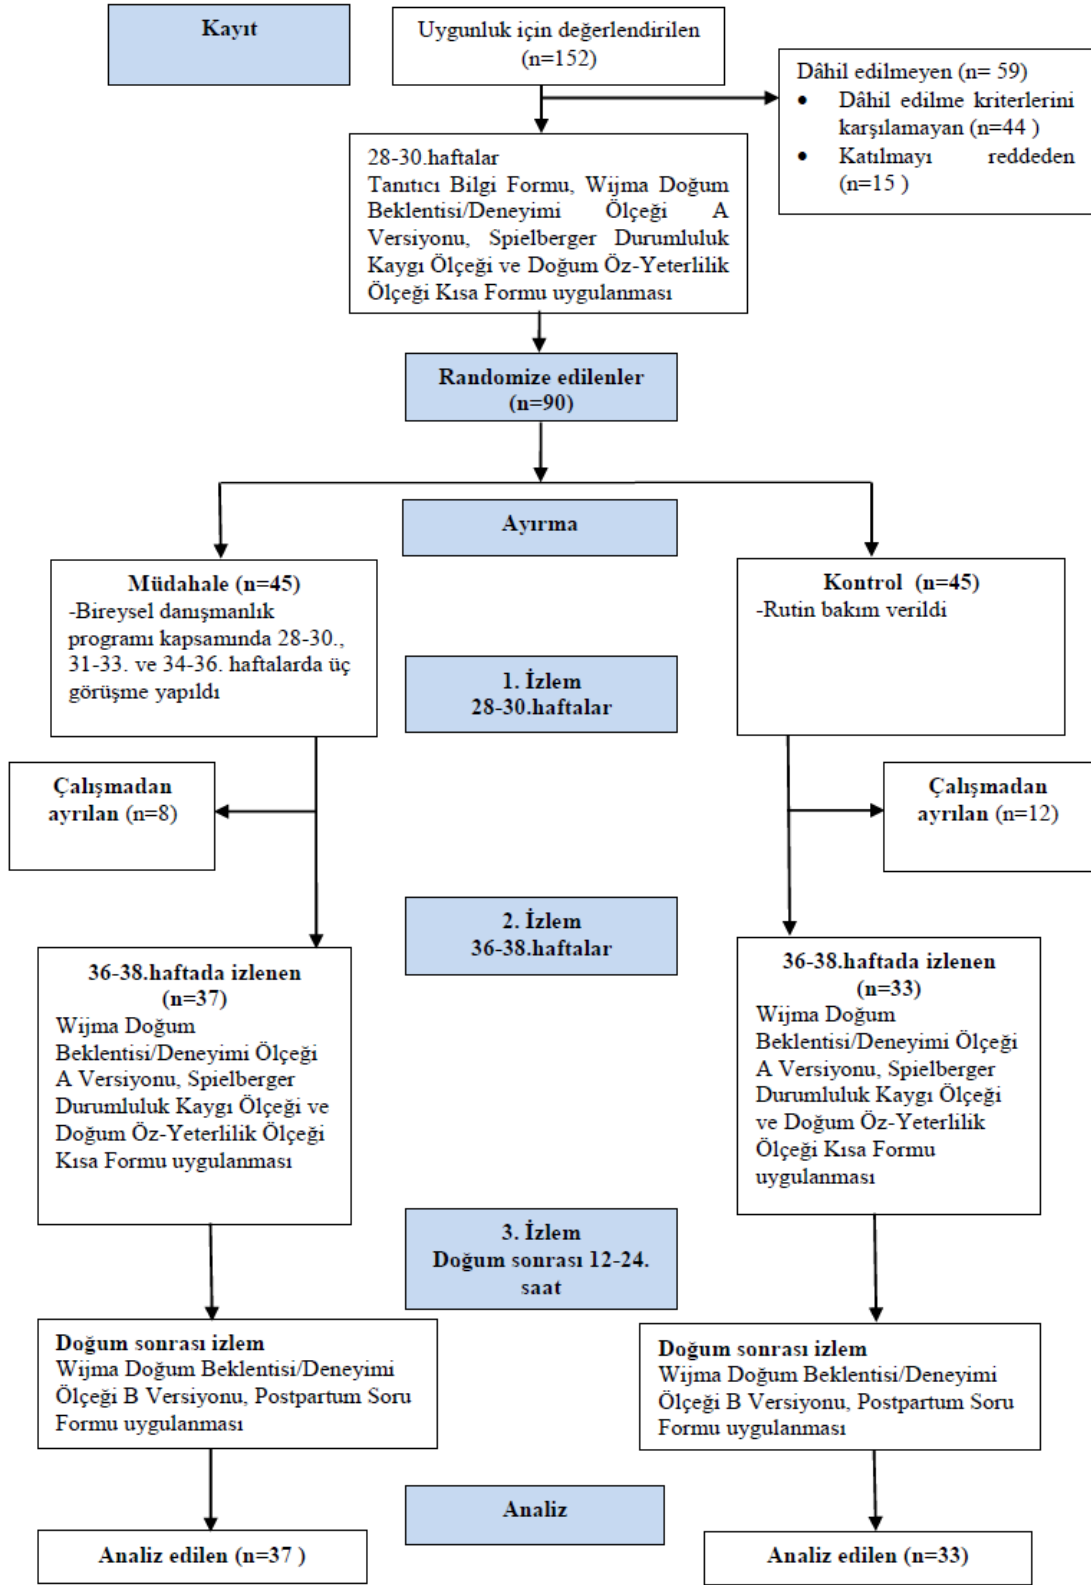 Kayıt
Uygunluk için değerlendirilen
(n=152)
Dâhil edilmeyen (n= 59)
• Dâhil edilme kriterlerini
karşılamayan (n=44 )
• Katılmayı reddeden
(n=15 )
28-30.haftalar
Tanıtıcı Bilgi Formu, Wijma Doğum
Beklentisi/Deneyimi Ölçeği A
Versiyonu, Spielberger Durumluluk
Kaygı Ölçeği ve Doğum Öz-Yeterlilik
Ölçeği Kısa Formu uygulanması
Randomize edilenler
(n=90)
Ayırma
Müdahale (n=45)
-Bireysel danışmanlık
programı kapsamında 28-30.,
31-33. ve 34-36. haftalarda üç
görüşme yapıldı
Kontrol (n=45)
-Rutin bakım verildi
1. İzlem
28-30.haftalar
Çalışmadan
ayrılan (n=8)
Çalışmadan
ayrılan (n=12)
2. İzlem
36-38.haftalar
36-38.haftada izlenen
(n=37)
Wijma Doğum
Beklentisi/Deneyimi Ölçeği
A Versiyonu, Spielberger
Durumluluk Kaygı Ölçeği ve
Doğum Öz-Yeterlilik Ölçeği
Kısa Formu uygulanması
36-38.haftada izlenen
(n=33)
Wijma Doğum
Beklentisi/Deneyimi Ölçeği
A Versiyonu, Spielberger
Durumluluk Kaygı Ölçeği
ve Doğum Öz-Yeterlilik
Ölçeği Kısa Formu
uygulanması
3. İzlem
Doğum sonrası 12-24.
saat
Doğum sonrası izlem
Wijma Doğum Beklentisi/Deneyimi
Ölçeği B Versiyonu, Postpartum Soru
Formu uygulanması
Doğum sonrası izlem
Wijma Doğum Beklentisi/Deneyimi
Ölçeği B Versiyonu, Postpartum Soru
Formu uygulanması
Analiz
Analiz edilen (n=37 )
Analiz edilen (n=33)